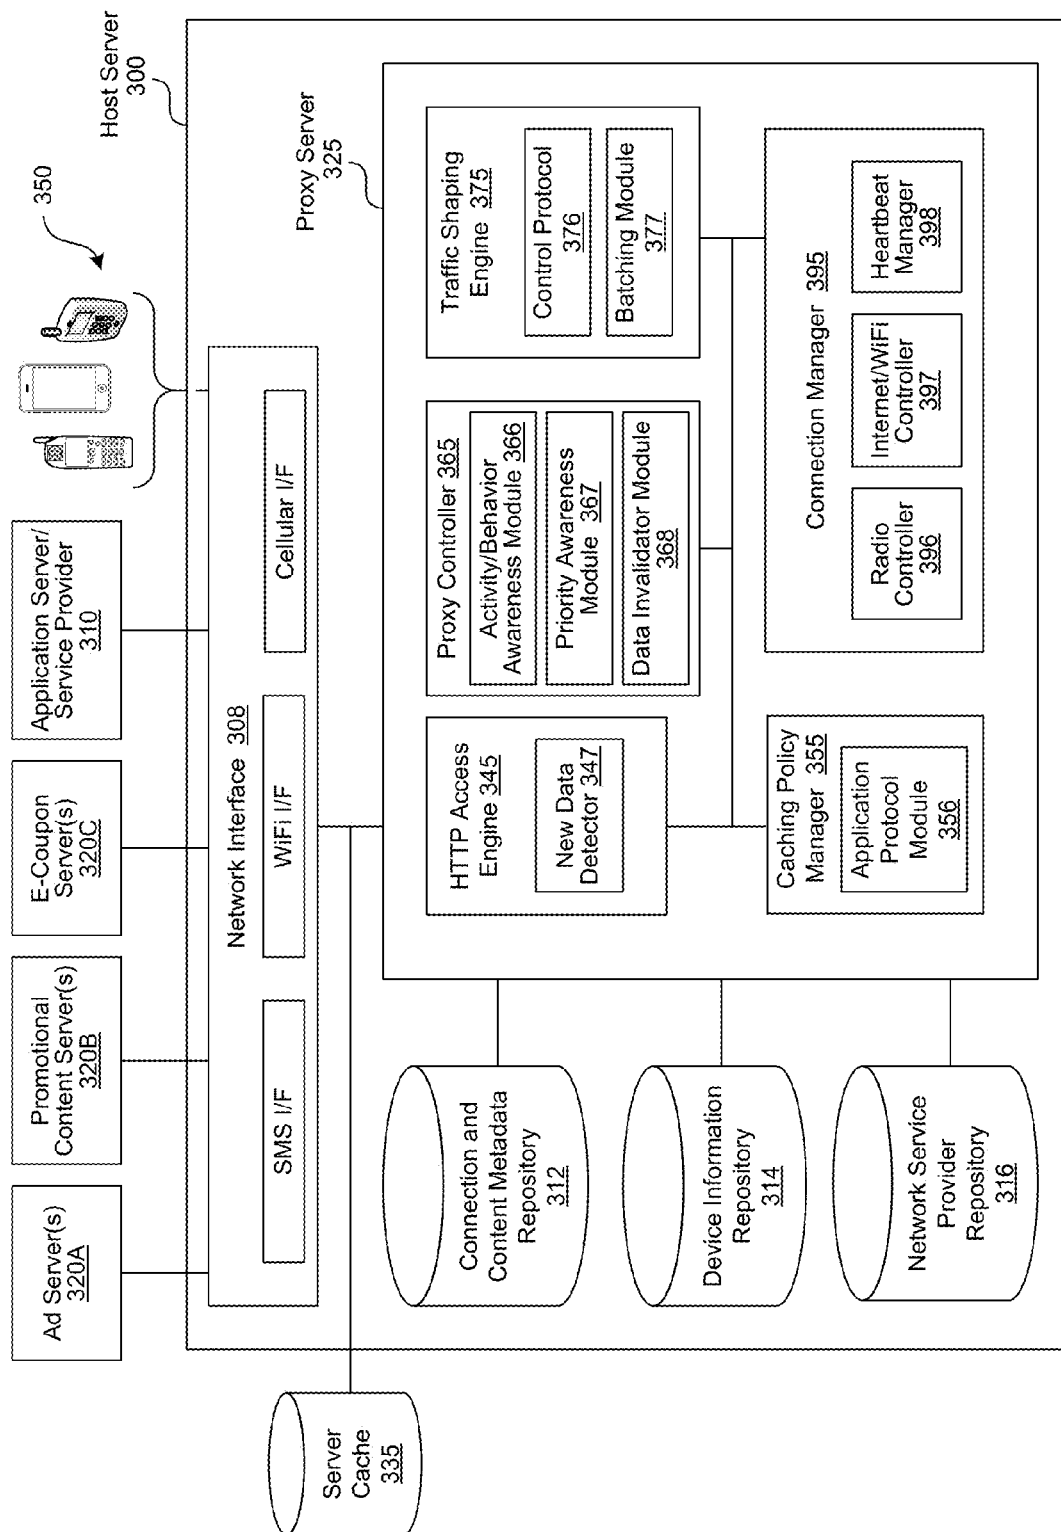 Ad Server(s)
320A
Promotional
Content Server(s)
320B
E-Coupon
Server(s)
320C
Application Server/
Service Provider
310
350
Host Server
300
Network Interface 308
SMS I/F
WiFi I/F
Cellular I/F
Server
Cache
335
Proxy Server
325
Connection and
Content Metadata
Repository
312
Device Information
Repository
314
Network Service
Provider
Repository
316
HTTP Access
Engine 345
New Data
Detector 347
Proxy Controller 365
Activity/Behavior
Awareness Module 366
Priority Awareness
Module 367
Data Invalidator Module
368
Traffic Shaping
Engine 375
Control Protocol
376
Batching Module
377
Caching Policy
Manager 355
Application
Protocol
Module
356
Connection Manager 395
Radio
Controller
396
Internet/WiFi
Controller
397
Heartbeat
Manager
398